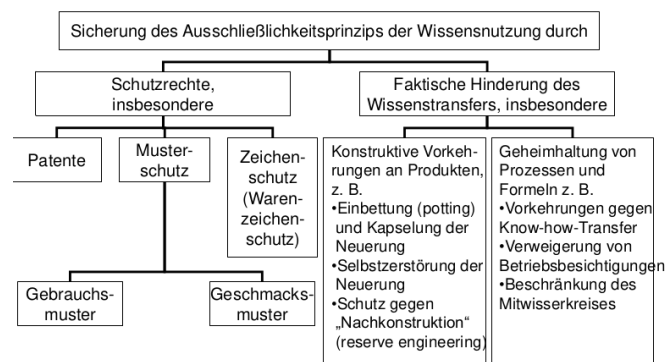 Sicherung des Ausschließlichkeitsprinzips der Wissensnutzung durch
Schutzrechte,
insbesondere
Faktische Hinderung des
Wissenstransfers, insbesondere
Patente
Muster-
schutz
Zeichen-
schutz
(Waren-
zeichen-
schutz)
Gebrauchs-
muster
Geschmacks-
muster
Konstruktive Vorkeh-
rungen an Produkten,
z. B.
•Einbettung (potting)
und Kapselung der
Neuerung
•Selbstzerstörung der
Neuerung
•Schutz gegen
„Nachkonstruktion“
(reserve engineering)
Geheimhaltung von
Prozessen und
Formeln z. B.
•Vorkehrungen gegen
Know-how-Transfer
•Verweigerung von
Betriebsbesichtigungen
•Beschränkung des
Mitwisserkreises